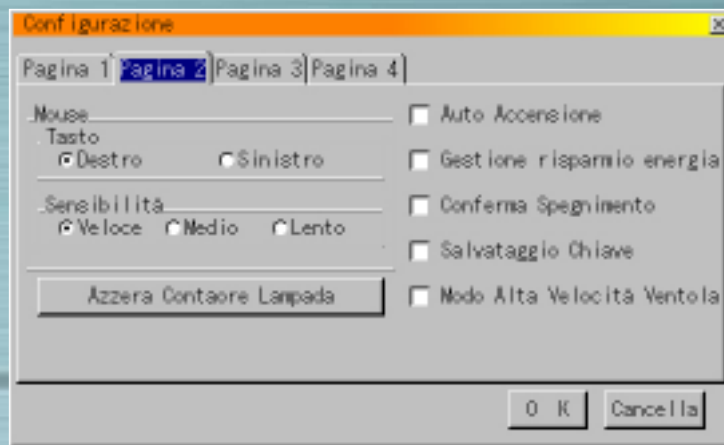 Configurazione
Pagina 1 Pagina 2 Pagina 3 Pagina 4
Mouse
Tasto
Destro Sinistro
Sensibilità
Veloce Medio Lento
Azzera Contaore Lampada
Auto Accensione
Gestione risparmio energia
Conferma Spegnimento
Salvataggio Chiave
Modo Alta Velocità Ventola
O K Cancella